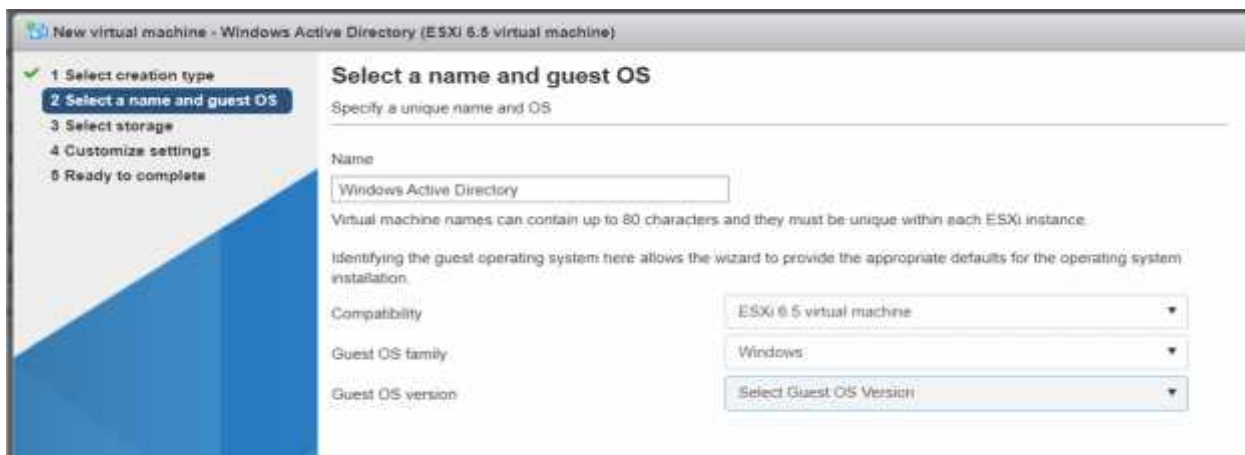 New virtual machine - Windows Active Directory (ESXi 6.5 virtual machine)
1 Select creation type
2 Select a name and guest OS
3 Select storage
4 Customize settings
5 Ready to complete
Select a name and guest OS
Specify a unique name and OS
Name
Windows Active Directory
Virtual machine names can contain up to 80 characters and they must be unique within each ESXi instance.
Identifying the guest operating system here allows the wizard to provide the appropriate defaults for the operating system
installation.
Compatibility
ESXi 6.5 virtual machine
Guest OS family
Windows
Guest OS version
Select Guest OS Version